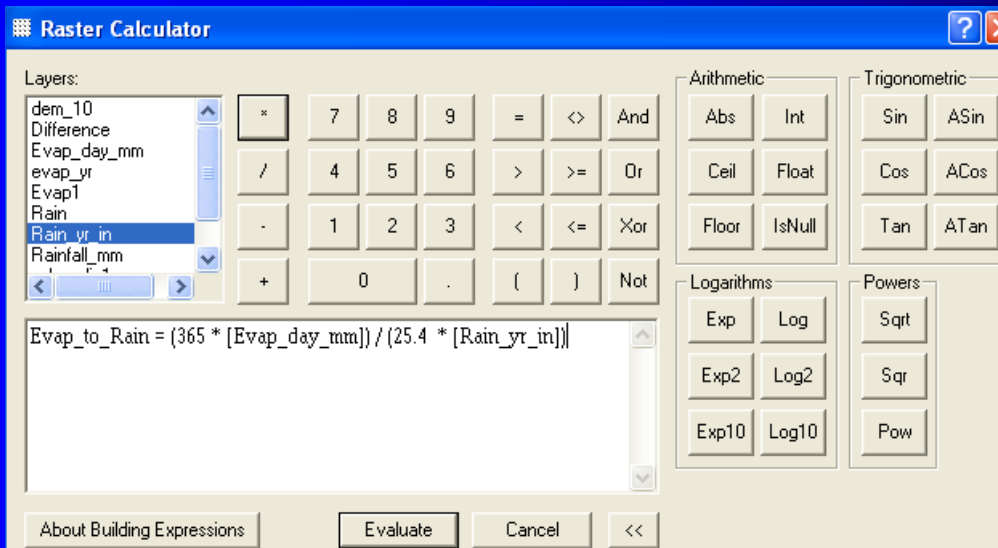 Raster Calculator
?
Layers:
dem_10
Difference
Evap_day_mm
evap_yr
Evap1
Rain
Rain_yr_in
Rainfall_mm
* 7 8 9 = <> And
/ 4 5 6 > >= Or
- 1 2 3 < <= Xor
+ 0 . ( ) Not
Arithmetic
Abs Int
Ceil Float
Floor IsNull
Trigonometric
Sin ASin
Cos ACos
Tan ATan
Logarithms
Exp Log
Exp2 Log2
Exp10 Log10
Powers
Sqrt
Sqr
Pow
Evap_to_Rain = (365 * [Evap_day_mm]) / (25.4 * [Rain_yr_in])
About Building Expressions Evaluate Cancel <<